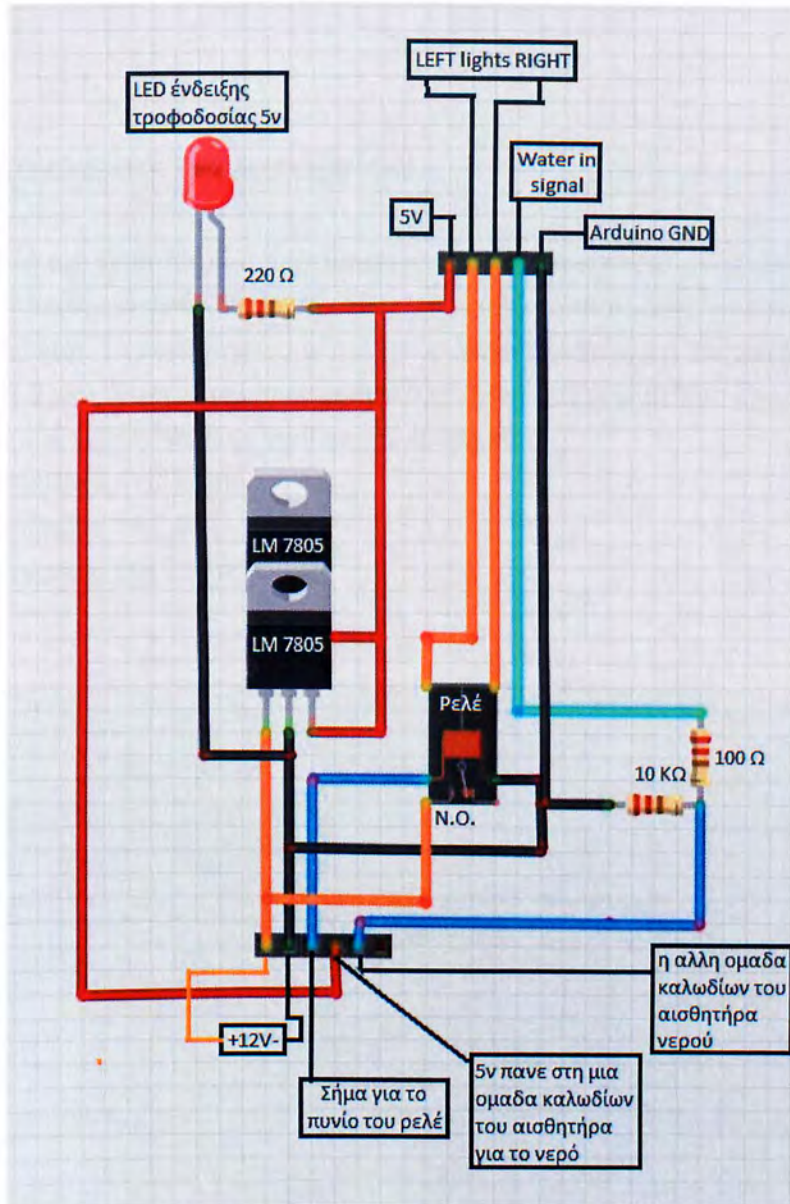 LED ένδειξης
τροφοδοσίας 5v
LEFT lights RIGHT
Water in
signal
5V
Arduino GND
220 Ω
LM 7805
LM 7805
Ρελέ
100 Ω
10 ΚΩ
N.O.
+12V-
Σήμα για το
πυνίο του ρελέ
5v πανε στη μια
ομαδα καλωδίων
του αισθητήρα
για το νερό
η αλλη ομαδα
καλωδίων του
αισθητήρα
νερού